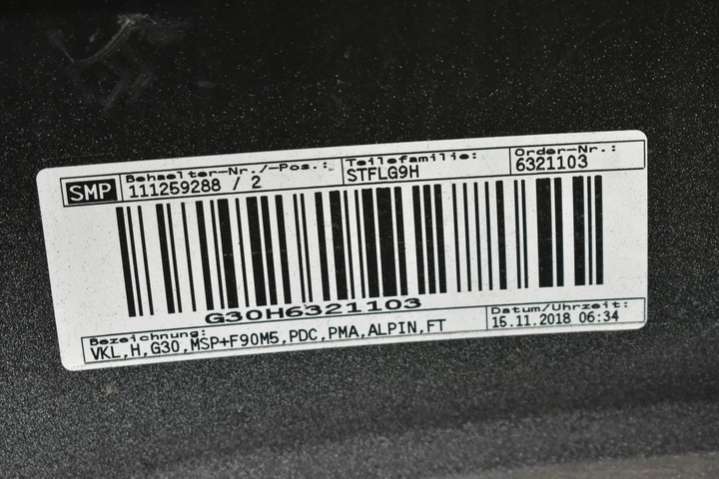 SMP
Behaelter-Nr./-Pos.:
111259288 / 2
Teilefamilie:
STFLG9H
Order-Nr.:
6321103
G30H6321103
Bezeichnung:
VKL,H,G30,MSP+F90M5,PDC,PMA,ALPIN,FT
Datum/Uhrzeit:
16.11.2018 06:34